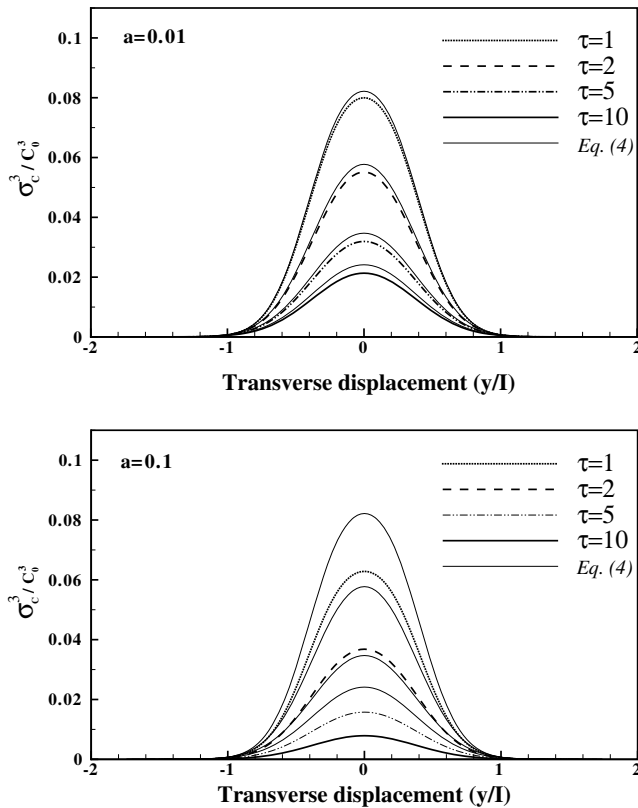 a=0.01
τ=1
τ=2
τ=5
τ=10
Eq. (4)
0.1
0.08
0.06
0.04
0.02
0
σ_c^3 / C_0^3
-2 -1 0 1 2
Transverse displacement (y/I)
a=0.1
τ=1
τ=2
τ=5
τ=10
Eq. (4)
0.1
0.08
0.06
0.04
0.02
0
σ_c^3 / C_0^3
-2 -1 0 1 2
Transverse displacement (y/I)